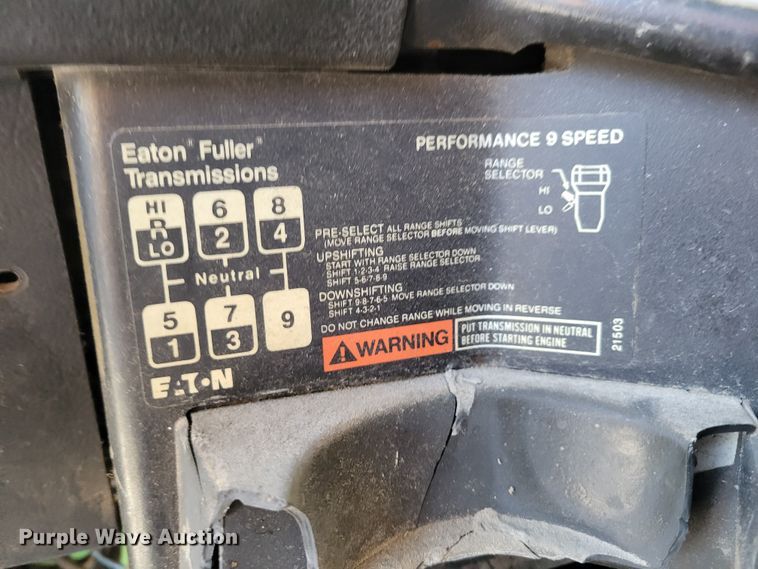 Eaton" Fuller"
Transmissions
PERFORMANCE 9 SPEED
RANGE
SELECTOR
HI
LO
HI
R
LO
6
2
8
4
Neutral
5
1
7
3
9
PRE-SELECT ALL RANGE SHIFTS
(MOVE RANGE SELECTOR BEFORE MOVING SHIFT LEVER)
UPSHIFTING
START WITH RANGE SELECTOR DOWN
SHIFT 1-2-3-4 RAISE RANGE SELECTOR
SHIFT 5-6-7-8-9
DOWNSHIFTING
SHIFT 9-8-7-6-5 MOVE RANGE SELECTOR DOWN
SHIFT 4-3-2-1
DO NOT CHANGE RANGE WHILE MOVING IN REVERSE
WARNING
PUT TRANSMISSION IN NEUTRAL
BEFORE STARTING ENGINE
21503
EATON
Purple Wave Auction